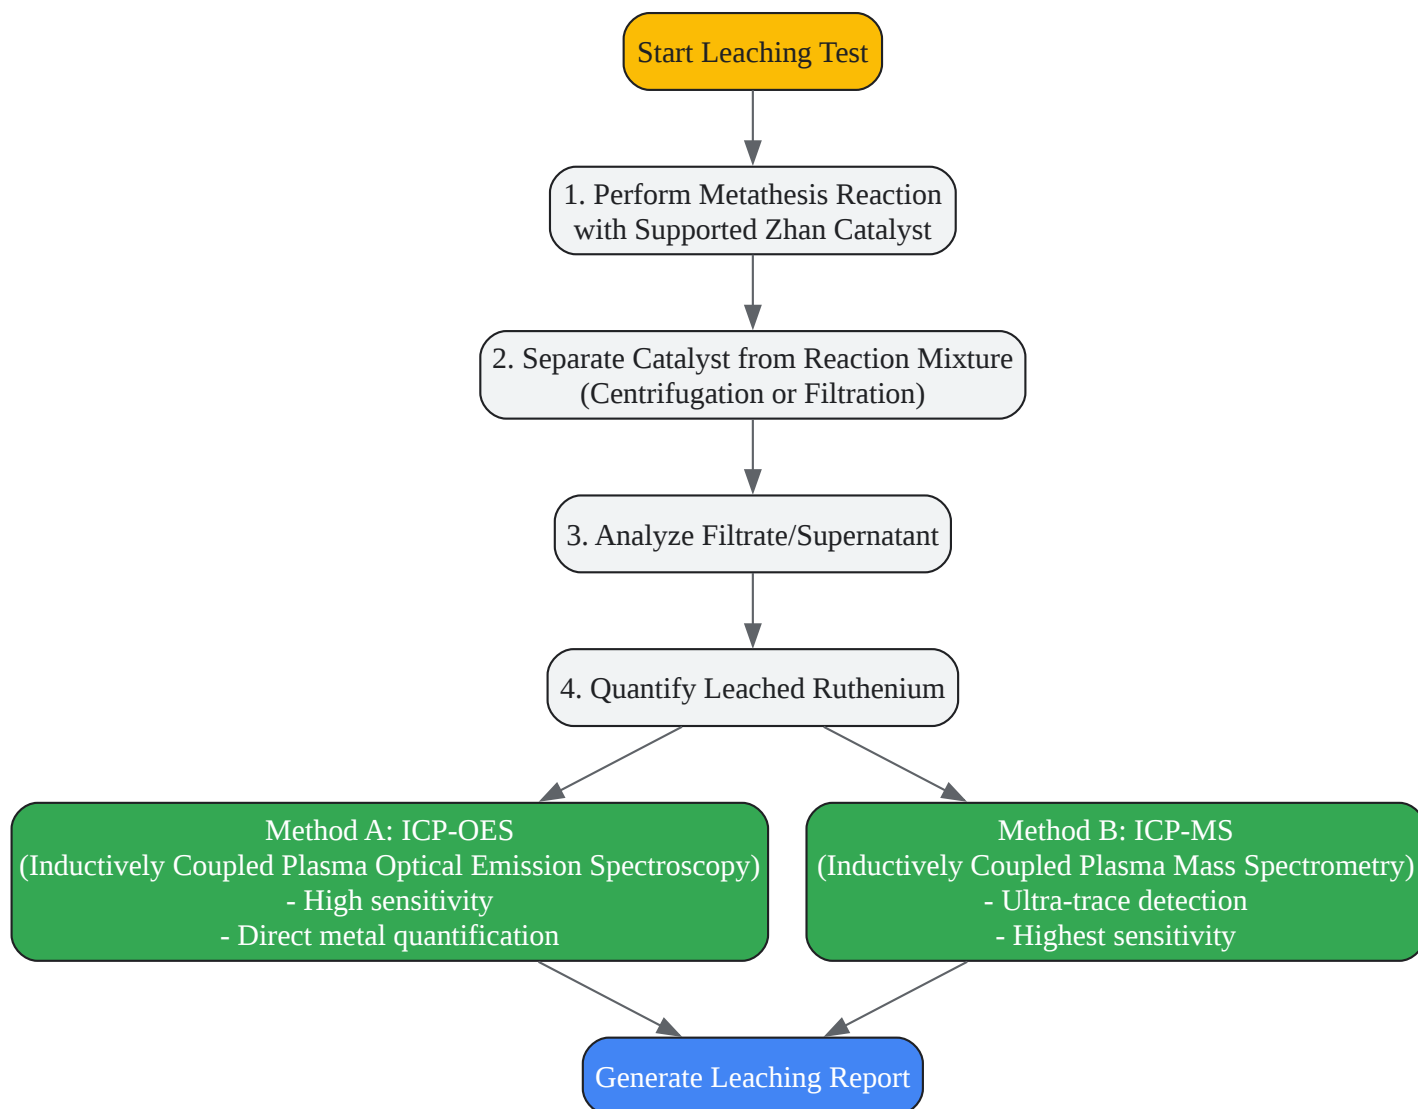 Start Leaching Test
1. Perform Metathesis Reaction
with Supported Zhan Catalyst
2. Separate Catalyst from Reaction Mixture
(Centrifugation or Filtration)
3. Analyze Filtrate/Supernatant
4. Quantify Leached Ruthenium
Method A: ICP-OES
(Inductively Coupled Plasma Optical Emission Spectroscopy)
- High sensitivity
- Direct metal quantification
Method B: ICP-MS
(Inductively Coupled Plasma Mass Spectrometry)
- Ultra-trace detection
- Highest sensitivity
Generate Leaching Report